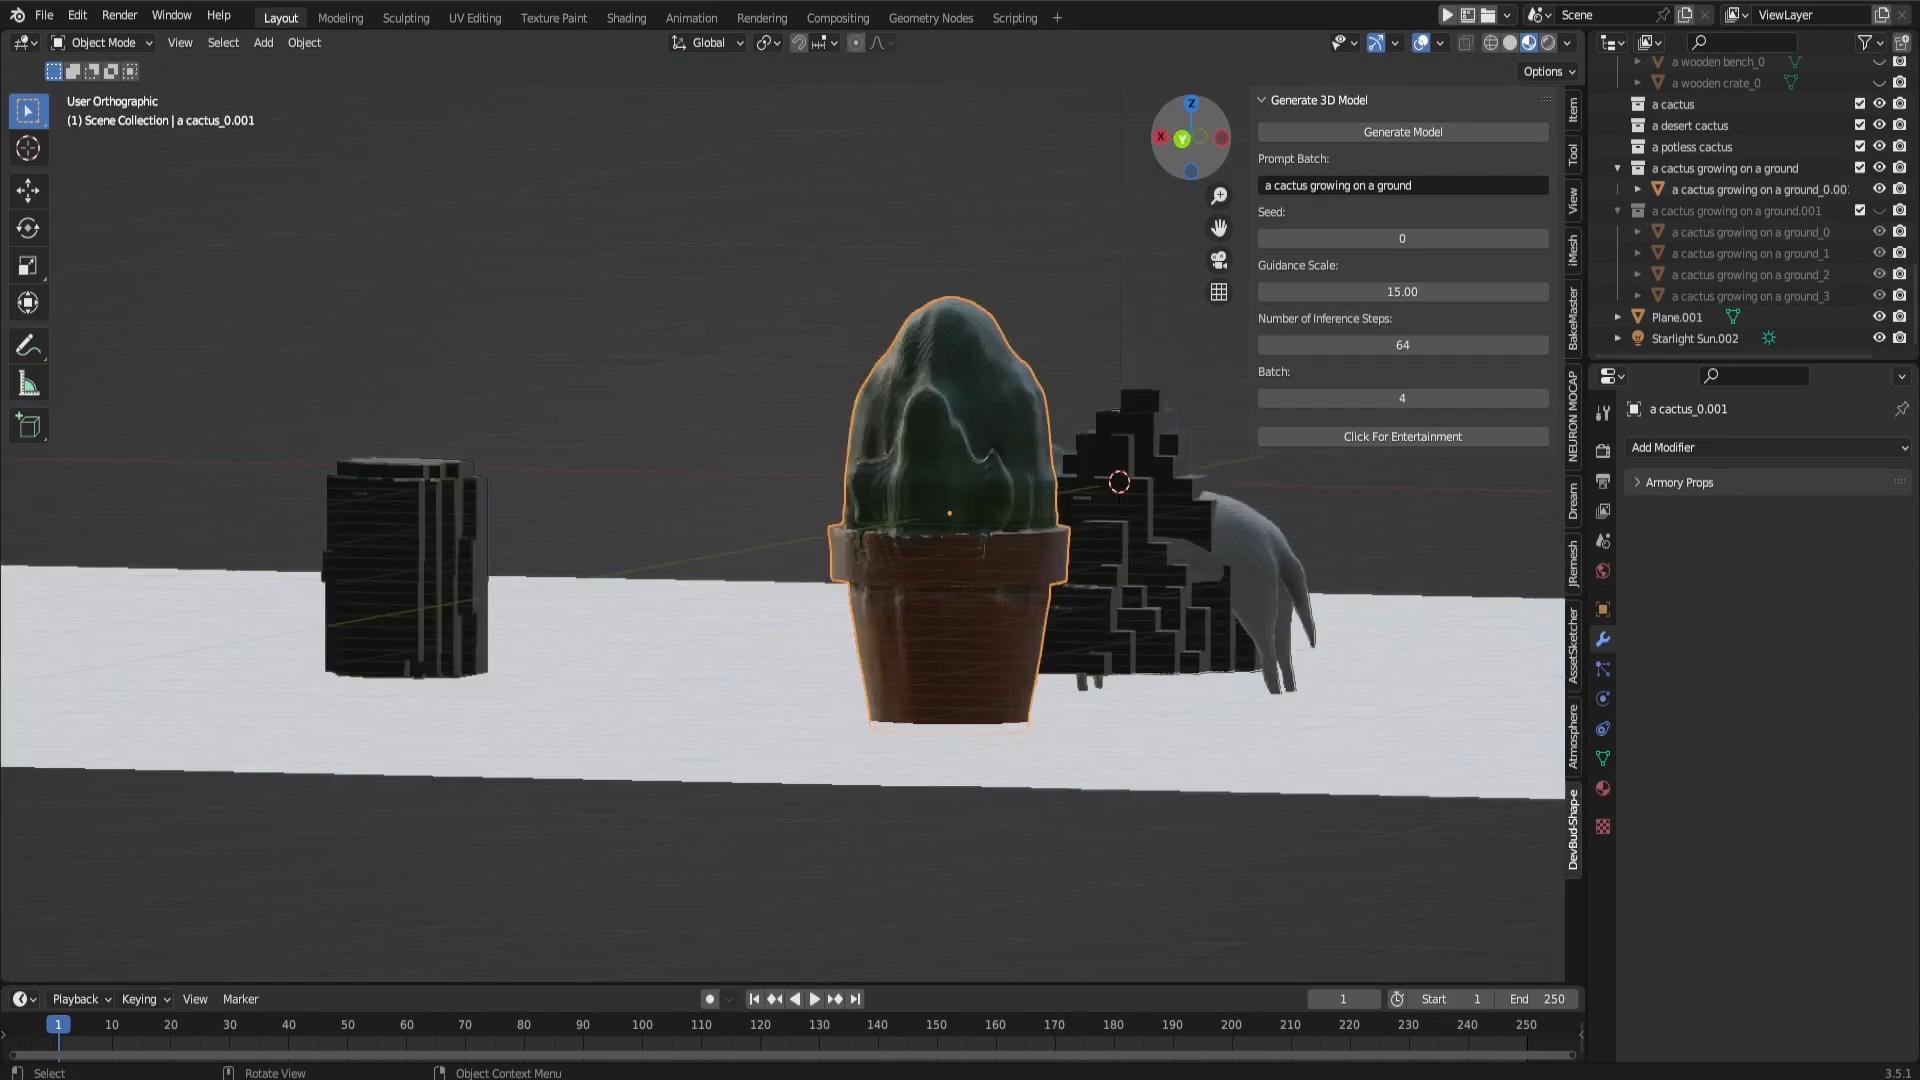 File Edit Render Window Help Layout Modeling Sculpting UV Editing Texture Paint Shading Animation Rendering Compositing Geometry Nodes Scripting + Scene ViewLayer
Object Mode View Select Add Object Global
Options
User Orthographic
(1) Scene Collection | a cactus_0.001
Z
X
Y
Generate 3D Model
Generate Model
Prompt Batch:
a cactus growing on a ground
Seed:
0
Guidance Scale:
15.00
Number of Inference Steps:
64
Batch:
4
Click For Entertainment
Item
Tool
View
iMesh
BakeMaster
NEURON MOCAP
Dream
JRemesh
AssetSketcher
Atmosphere
DevBud-Shap-e
a wooden bench_0
a wooden crate_0
a cactus
a desert cactus
a potless cactus
a cactus growing on a ground
a cactus growing on a ground_0.00
a cactus growing on a ground.001
a cactus growing on a ground_0
a cactus growing on a ground_1
a cactus growing on a ground_2
a cactus growing on a ground_3
Plane.001
Starlight Sun.002
a cactus_0.001
Add Modifier
Armory Props
Playback Keying View Marker 1 Start 1 End 250
1 10 20 30 40 50 60 70 80 90 100 110 120 130 140 150 160 170 180 190 200 210 220 230 240 250
Select Rotate View Object Context Menu 3.5.1